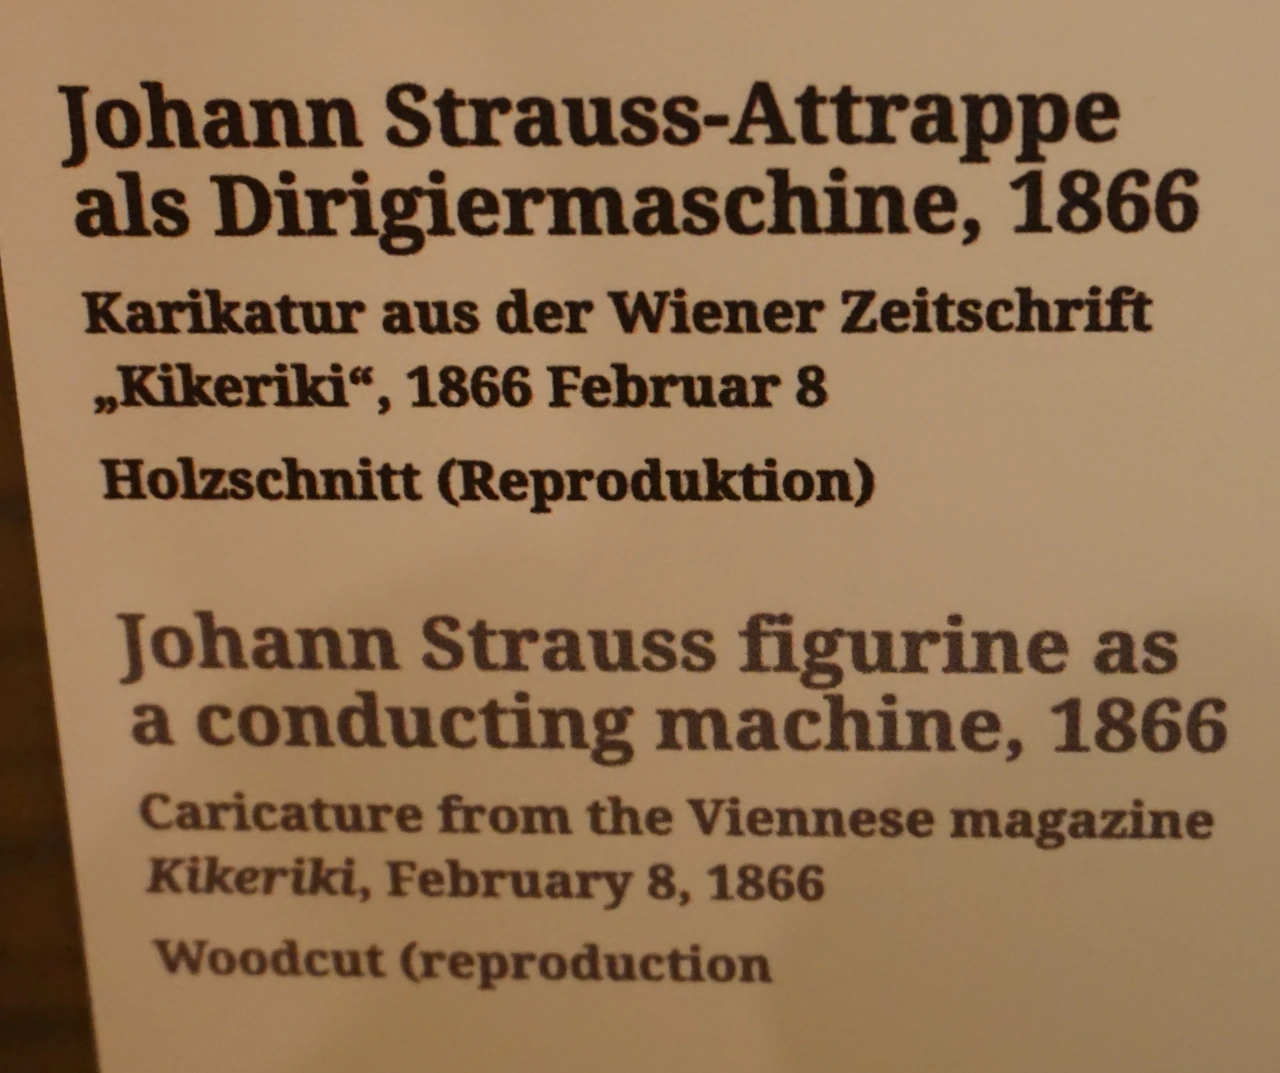 Johann Strauss-Attrappe
als Dirigiermaschine, 1866
Karikatur aus der Wiener Zeitschrift
„Kikeriki“, 1866 Februar 8
Holzschnitt (Reproduktion)
Johann Strauss figurine as
a conducting machine, 1866
Caricature from the Viennese magazine
Kikeriki, February 8, 1866
Woodcut (reproduction